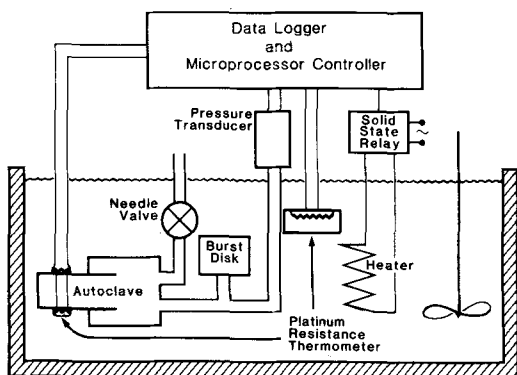 Data Logger
and
Microprocessor Controller
Pressure
Transducer
Solid
State
Relay
~
Needle
Valve
Burst
Disk
Autoclave
Heater
Platinum
Resistance
Thermometer